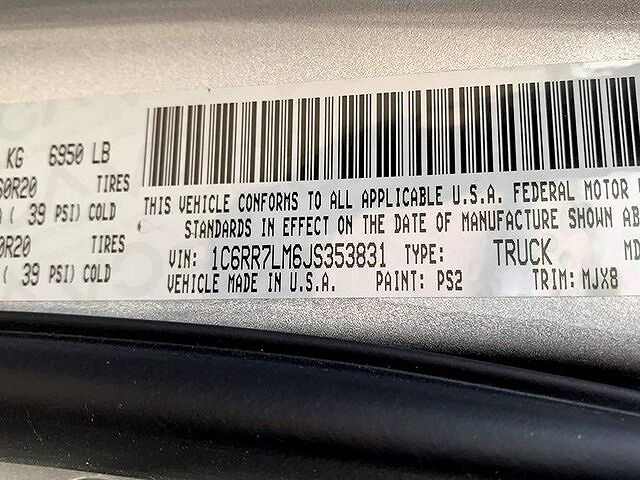 KG 6950 LB
60R20 TIRES
( 39 PSI) COLD
60R20 TIRES
( 39 PSI) COLD
THIS VEHICLE CONFORMS TO ALL APPLICABLE U.S.A. FEDERAL MOTOR
STANDARDS IN EFFECT ON THE DATE OF MANUFACTURE SHOWN AB
VIN: 1C6RR7LM6JS353831 TYPE: TRUCK MD
VEHICLE MADE IN U.S.A. PAINT: PS2 TRIM: MJX8